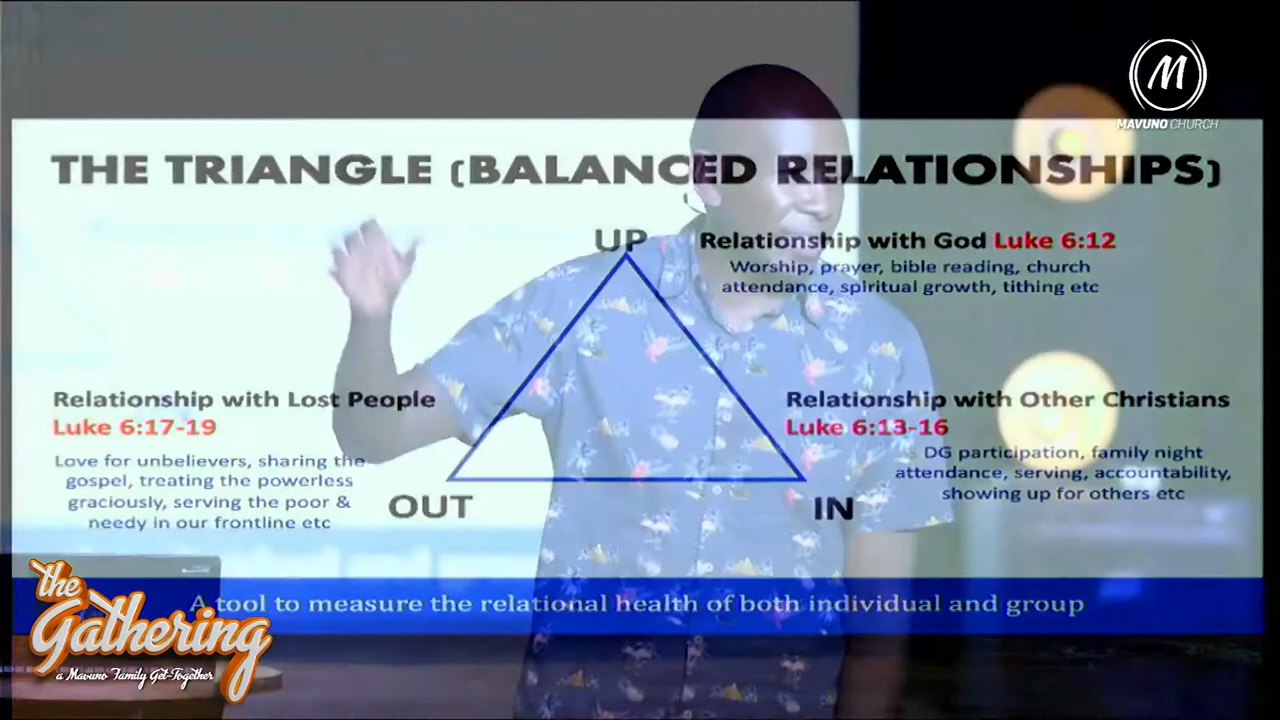 MAVUNO CHURCH
THE TRIANGLE (BALANCED RELATIONSHIPS)
UP
Relationship with God Luke 6:12
Worship, prayer, bible reading, church
attendance, spiritual growth, tithing etc
Relationship with Lost People
Luke 6:17-19
Love for unbelievers, sharing the
gospel, treating the powerless
graciously, serving the poor &
needy in our frontline etc
OUT
Relationship with Other Christians
Luke 6:13-16
DG participation, family night
attendance, serving, accountability,
showing up for others etc
IN
A tool to measure the relational health of both individual and group
the
Gathering
a Mavuno Family Get-Together